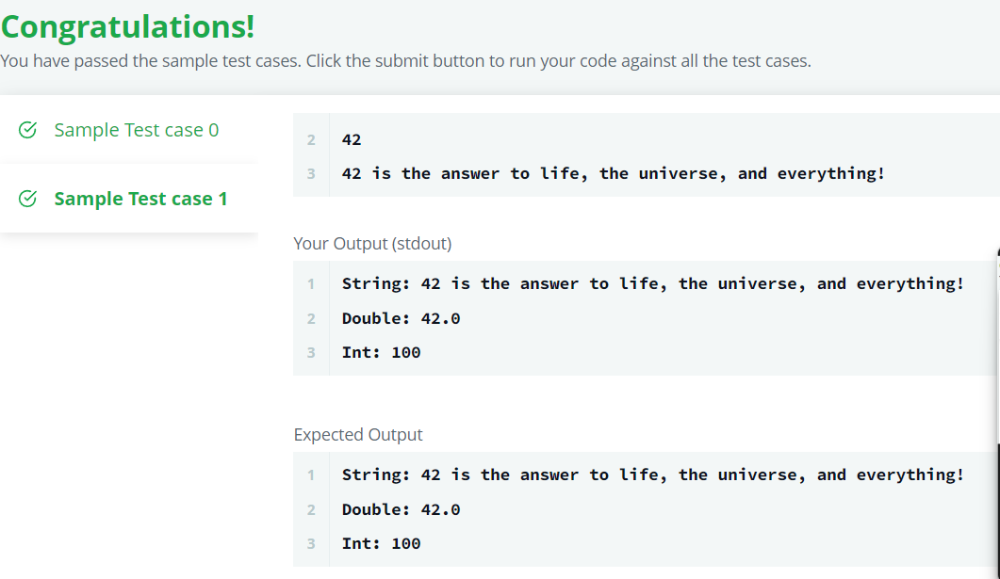 Congratulations!
You have passed the sample test cases. Click the submit button to run your code against all the test cases.
Sample Test case 0
Sample Test case 1
2 42
3 42 is the answer to life, the universe, and everything!
Your Output (stdout)
1 String: 42 is the answer to life, the universe, and everything!
2 Double: 42.0
3 Int: 100
Expected Output
1 String: 42 is the answer to life, the universe, and everything!
2 Double: 42.0
3 Int: 100